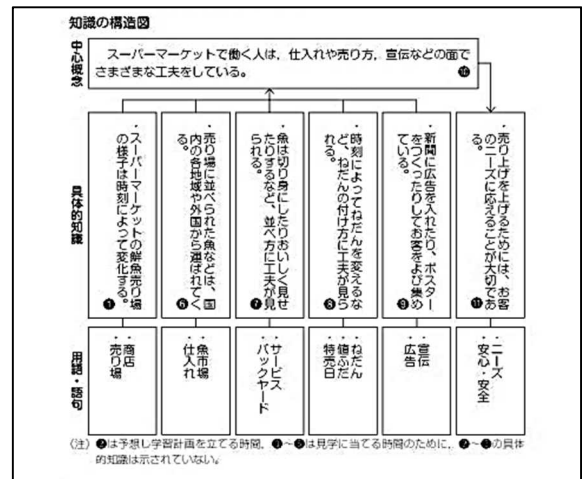 知識の構造図
中心概念
スーパーマーケットで働く人は、仕入れや売り方、宣伝などの面で
さまざまな工夫をしている。 ❿
具体的知識
・スーパーマーケットの鮮魚売り場
の様子は時刻によって変化する。 ❶
・売り場に並べられた魚などは、国
内の各地域や外国から運ばれてく
る。 ❻
・魚は切り身にしたりおいしく見せ
たりするなど、並べ方に工夫が見
られる。 ❼
・時刻によってねだんを変えるな
ど、ねだんの付け方に工夫が見ら
れる。 ❽
・新聞に広告を入れたり、ポスター
をつくったりしてお客をよび集め
ている。 ❾
・売り上げを上げるためには、お客
のニーズに応えることが大切であ
る。 ⓫
用語・語句
・商店
・売り場
・魚市場
・仕入れ
・サービス
・バックヤード
・ねだん
・値ふだ
・特売日
・宣伝
・広告
・ニーズ
・安心・安全
(注) ❷は予想し学習計画を立てる時間、❸〜❺は見学に当てる時間のために、❷〜❺の具体
的知識は示されていない。